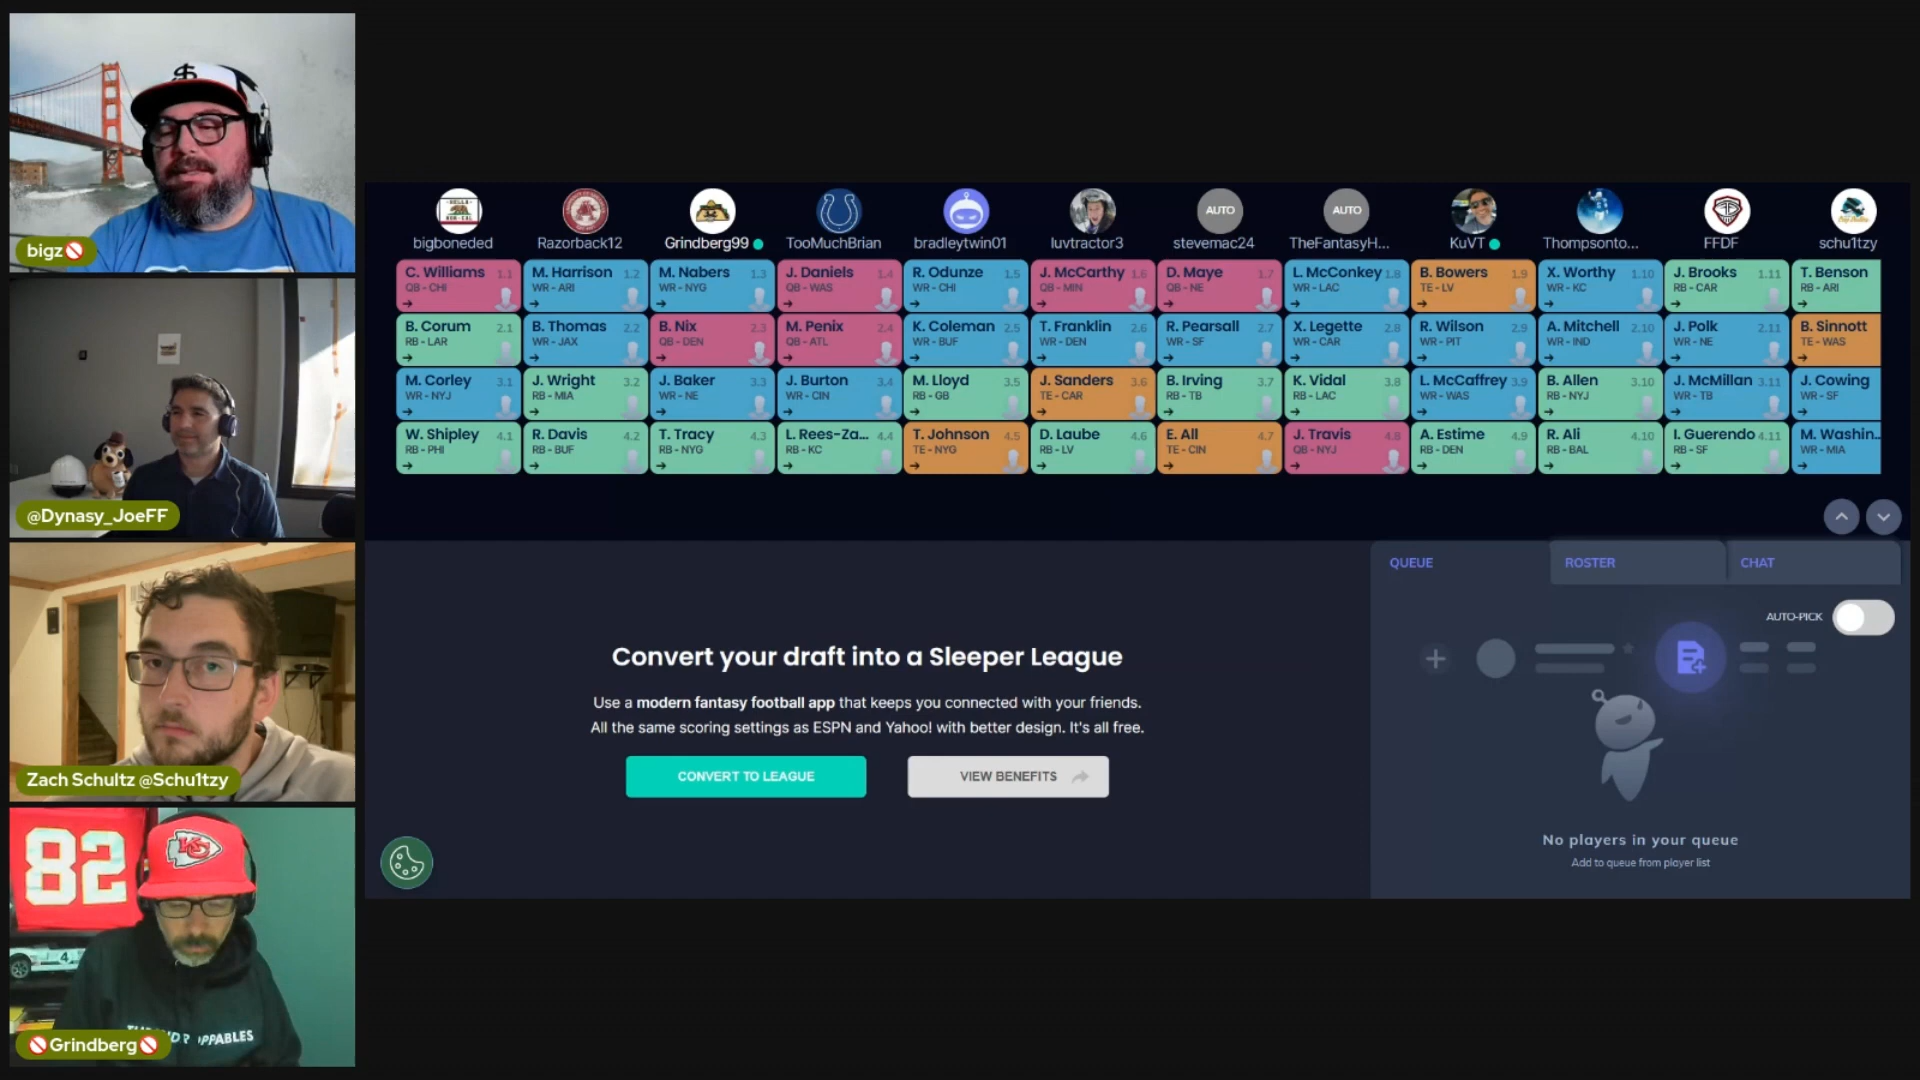 bigz🚫
@Dynasy_JoeFF
Zach Schultz @Schu1tzy
82
KC
4
🚫Grindberg🚫
bigboneded
Razorback12
Grindberg99
TooMuchBrian
bradleytwin01
luvtractor3
AUTO
stevemac24
AUTO
TheFantasyH...
KuVT
Thompsonto...
FFDF
schu1tzy
C. Williams 1.1
QB - CHI
M. Harrison 1.2
WR - ARI
M. Nabers 1.3
WR - NYG
J. Daniels 1.4
QB - WAS
R. Odunze 1.5
WR - CHI
J. McCarthy 1.6
QB - MIN
D. Maye 1.7
QB - NE
L. McConkey 1.8
WR - LAC
B. Bowers 1.9
TE - LV
X. Worthy 1.10
WR - KC
J. Brooks 1.11
RB - CAR
T. Benson
RB - ARI
B. Corum 2.1
RB - LAR
B. Thomas 2.2
WR - JAX
B. Nix 2.3
QB - DEN
M. Penix 2.4
QB - ATL
K. Coleman 2.5
WR - BUF
T. Franklin 2.6
WR - DEN
R. Pearsall 2.7
WR - SF
X. Legette 2.8
WR - CAR
R. Wilson 2.9
WR - PIT
A. Mitchell 2.10
WR - IND
J. Polk 2.11
WR - NE
B. Sinnott
TE - WAS
M. Corley 3.1
WR - NYJ
J. Wright 3.2
RB - MIA
J. Baker 3.3
WR - NE
J. Burton 3.4
WR - CIN
M. Lloyd 3.5
RB - GB
J. Sanders 3.6
TE - CAR
B. Irving 3.7
RB - TB
K. Vidal 3.8
RB - LAC
L. McCaffrey 3.9
WR - WAS
B. Allen 3.10
RB - NYJ
J. McMillan 3.11
WR - TB
J. Cowing
WR - SF
W. Shipley 4.1
RB - PHI
R. Davis 4.2
RB - BUF
T. Tracy 4.3
RB - NYG
L. Rees-Za... 4.4
RB - KC
T. Johnson 4.5
TE - NYG
D. Laube 4.6
RB - LV
E. All 4.7
TE - CIN
J. Travis 4.8
QB - NYJ
A. Estime 4.9
RB - DEN
R. Ali 4.10
RB - BAL
I. Guerendo 4.11
RB - SF
M. Washin..
WR - MIA
Convert your draft into a Sleeper League
Use a modern fantasy football app that keeps you connected with your friends.
All the same scoring settings as ESPN and Yahoo! with better design. It's all free.
CONVERT TO LEAGUE
VIEW BENEFITS
QUEUE
ROSTER
CHAT
AUTO-PICK
No players in your queue
Add to queue from player list